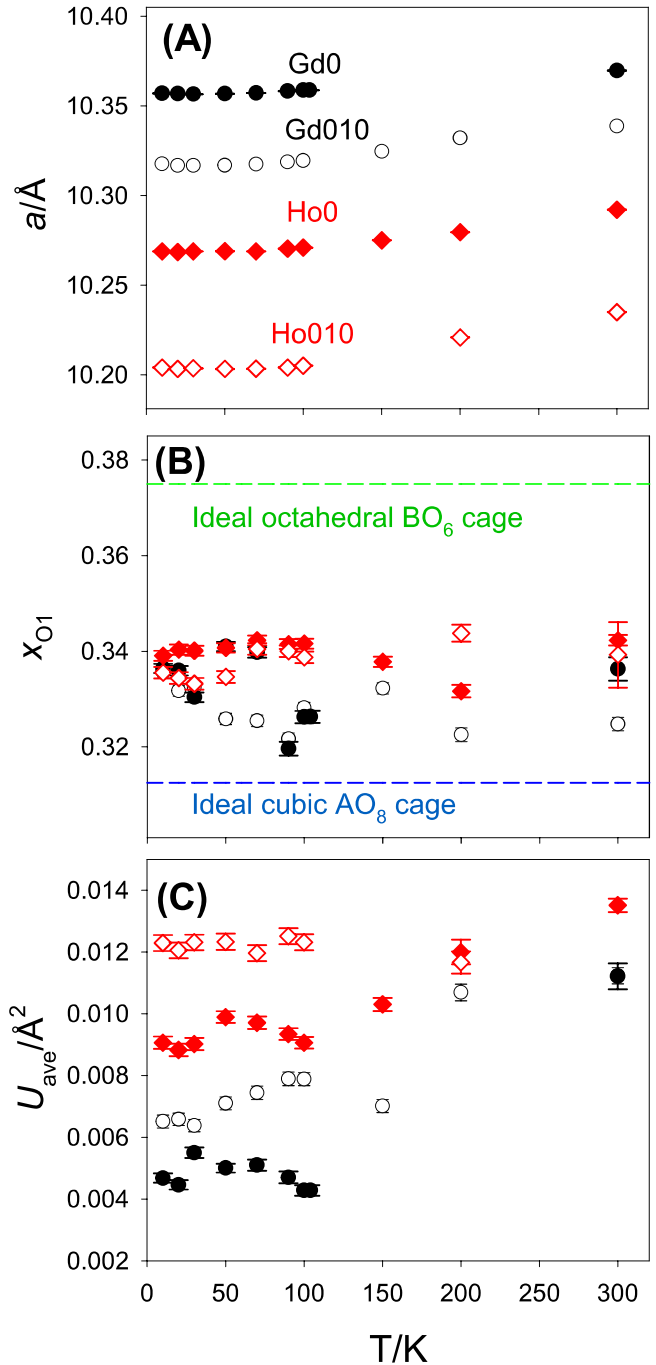 (A)
10.40
Gd0
10.35
Gd010
a/Å
10.30
Ho0
10.25
Ho010
10.20
(B)
0.38
Ideal octahedral BO₆ cage
0.36
x_O1
0.34
0.32
Ideal cubic AO₈ cage
(C)
0.014
0.012
0.010
U_ave/Å²
0.008
0.006
0.004
0.002
0 50 100 150 200 250 300
T/K